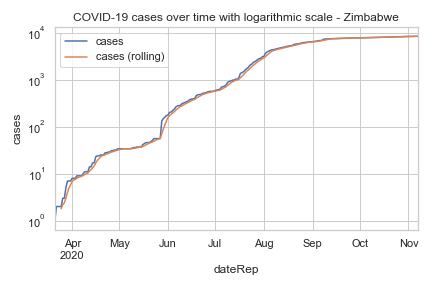 COVID-19 cases over time with logarithmic scale - Zimbabwe
cases
cases (rolling)
10⁴
10³
10²
10¹
10⁰
cases
Apr May Jun Jul Aug Sep Oct Nov
2020
dateRep